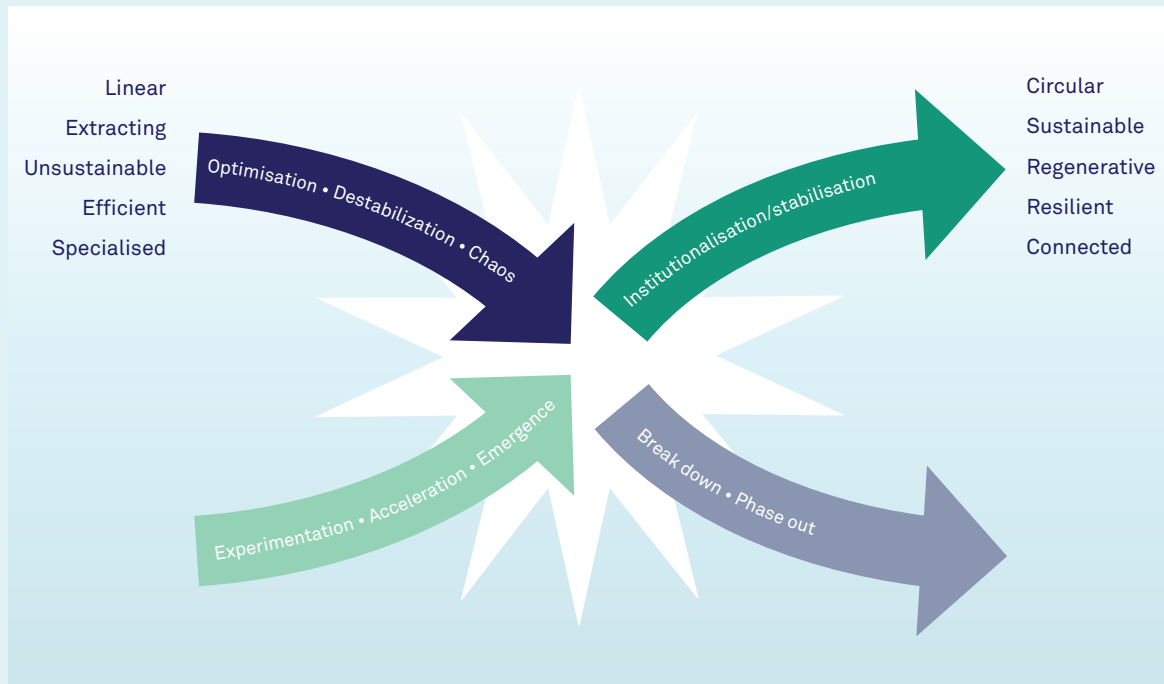 Linear
Extracting
Unsustainable
Efficient
Specialised
Optimisation • Destabilization • Chaos
Experimentation • Acceleration • Emergence
Institutionalisation/stabilisation
Break down • Phase out
Circular
Sustainable
Regenerative
Resilient
Connected